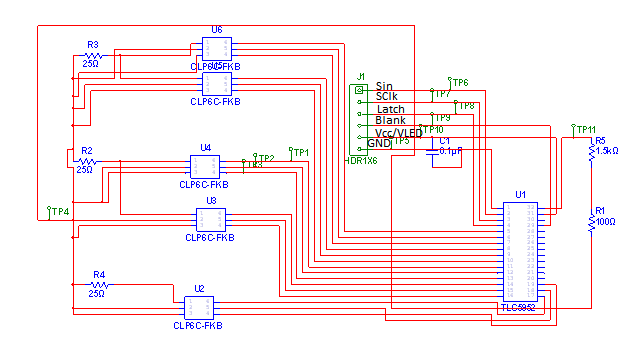 U6
R3
25Ω
CLP6C-FKB
U5
CLP6C-FKB
J1
Sin
TP6
SClk
TP7
Latch
TP8
Blank
TP9
Vcc/VLED
TP10
TP11
GND
TP5
C1
0.1µF
HDR1X6
R5
1.5kΩ
R2
25Ω
U4
TP1
TP2
TP3
CLP6C-FKB
U3
CLP6C-FKB
TP4
U1
TLC5952
R1
100Ω
R4
25Ω
U2
CLP6C-FKB